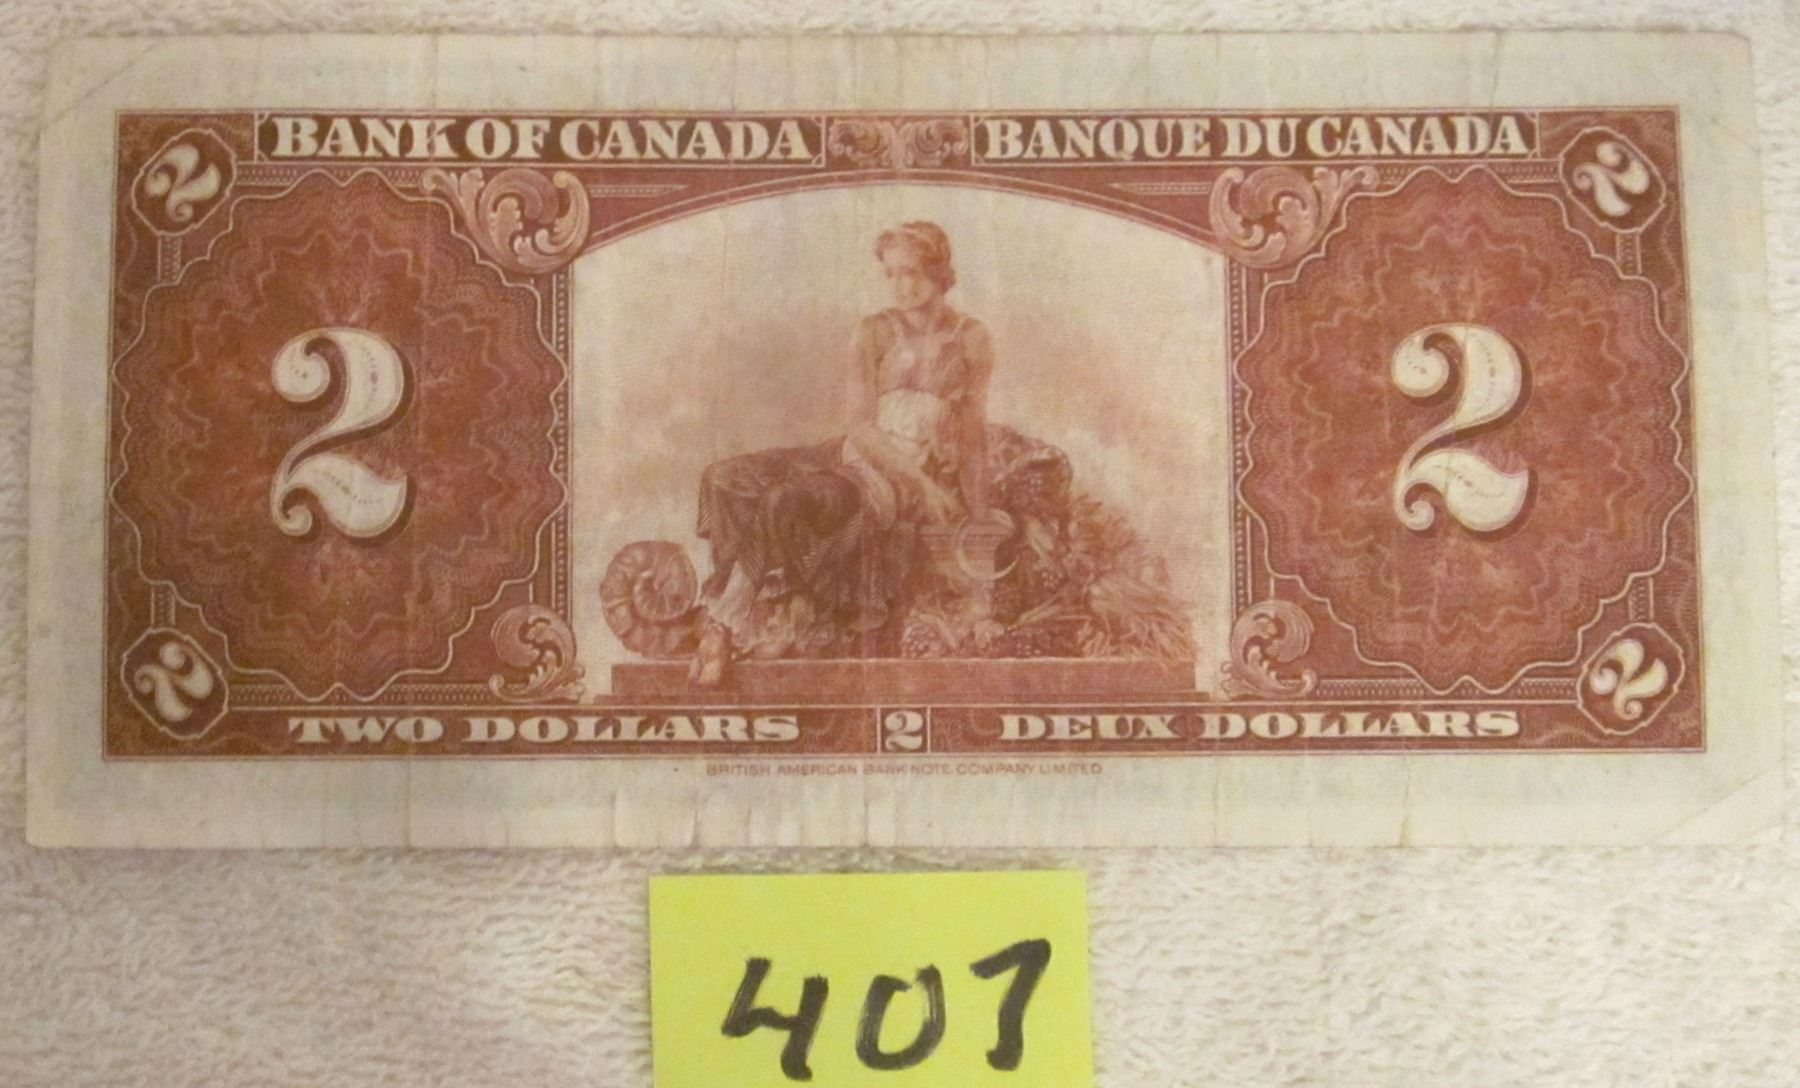 2 BANK OF CANADA BANQUE DU CANADA 2
2 2
2 TWO DOLLARS 2 DEUX DOLLARS 2
BRITISH AMERICAN BANK NOTE COMPANY LIMITED
407